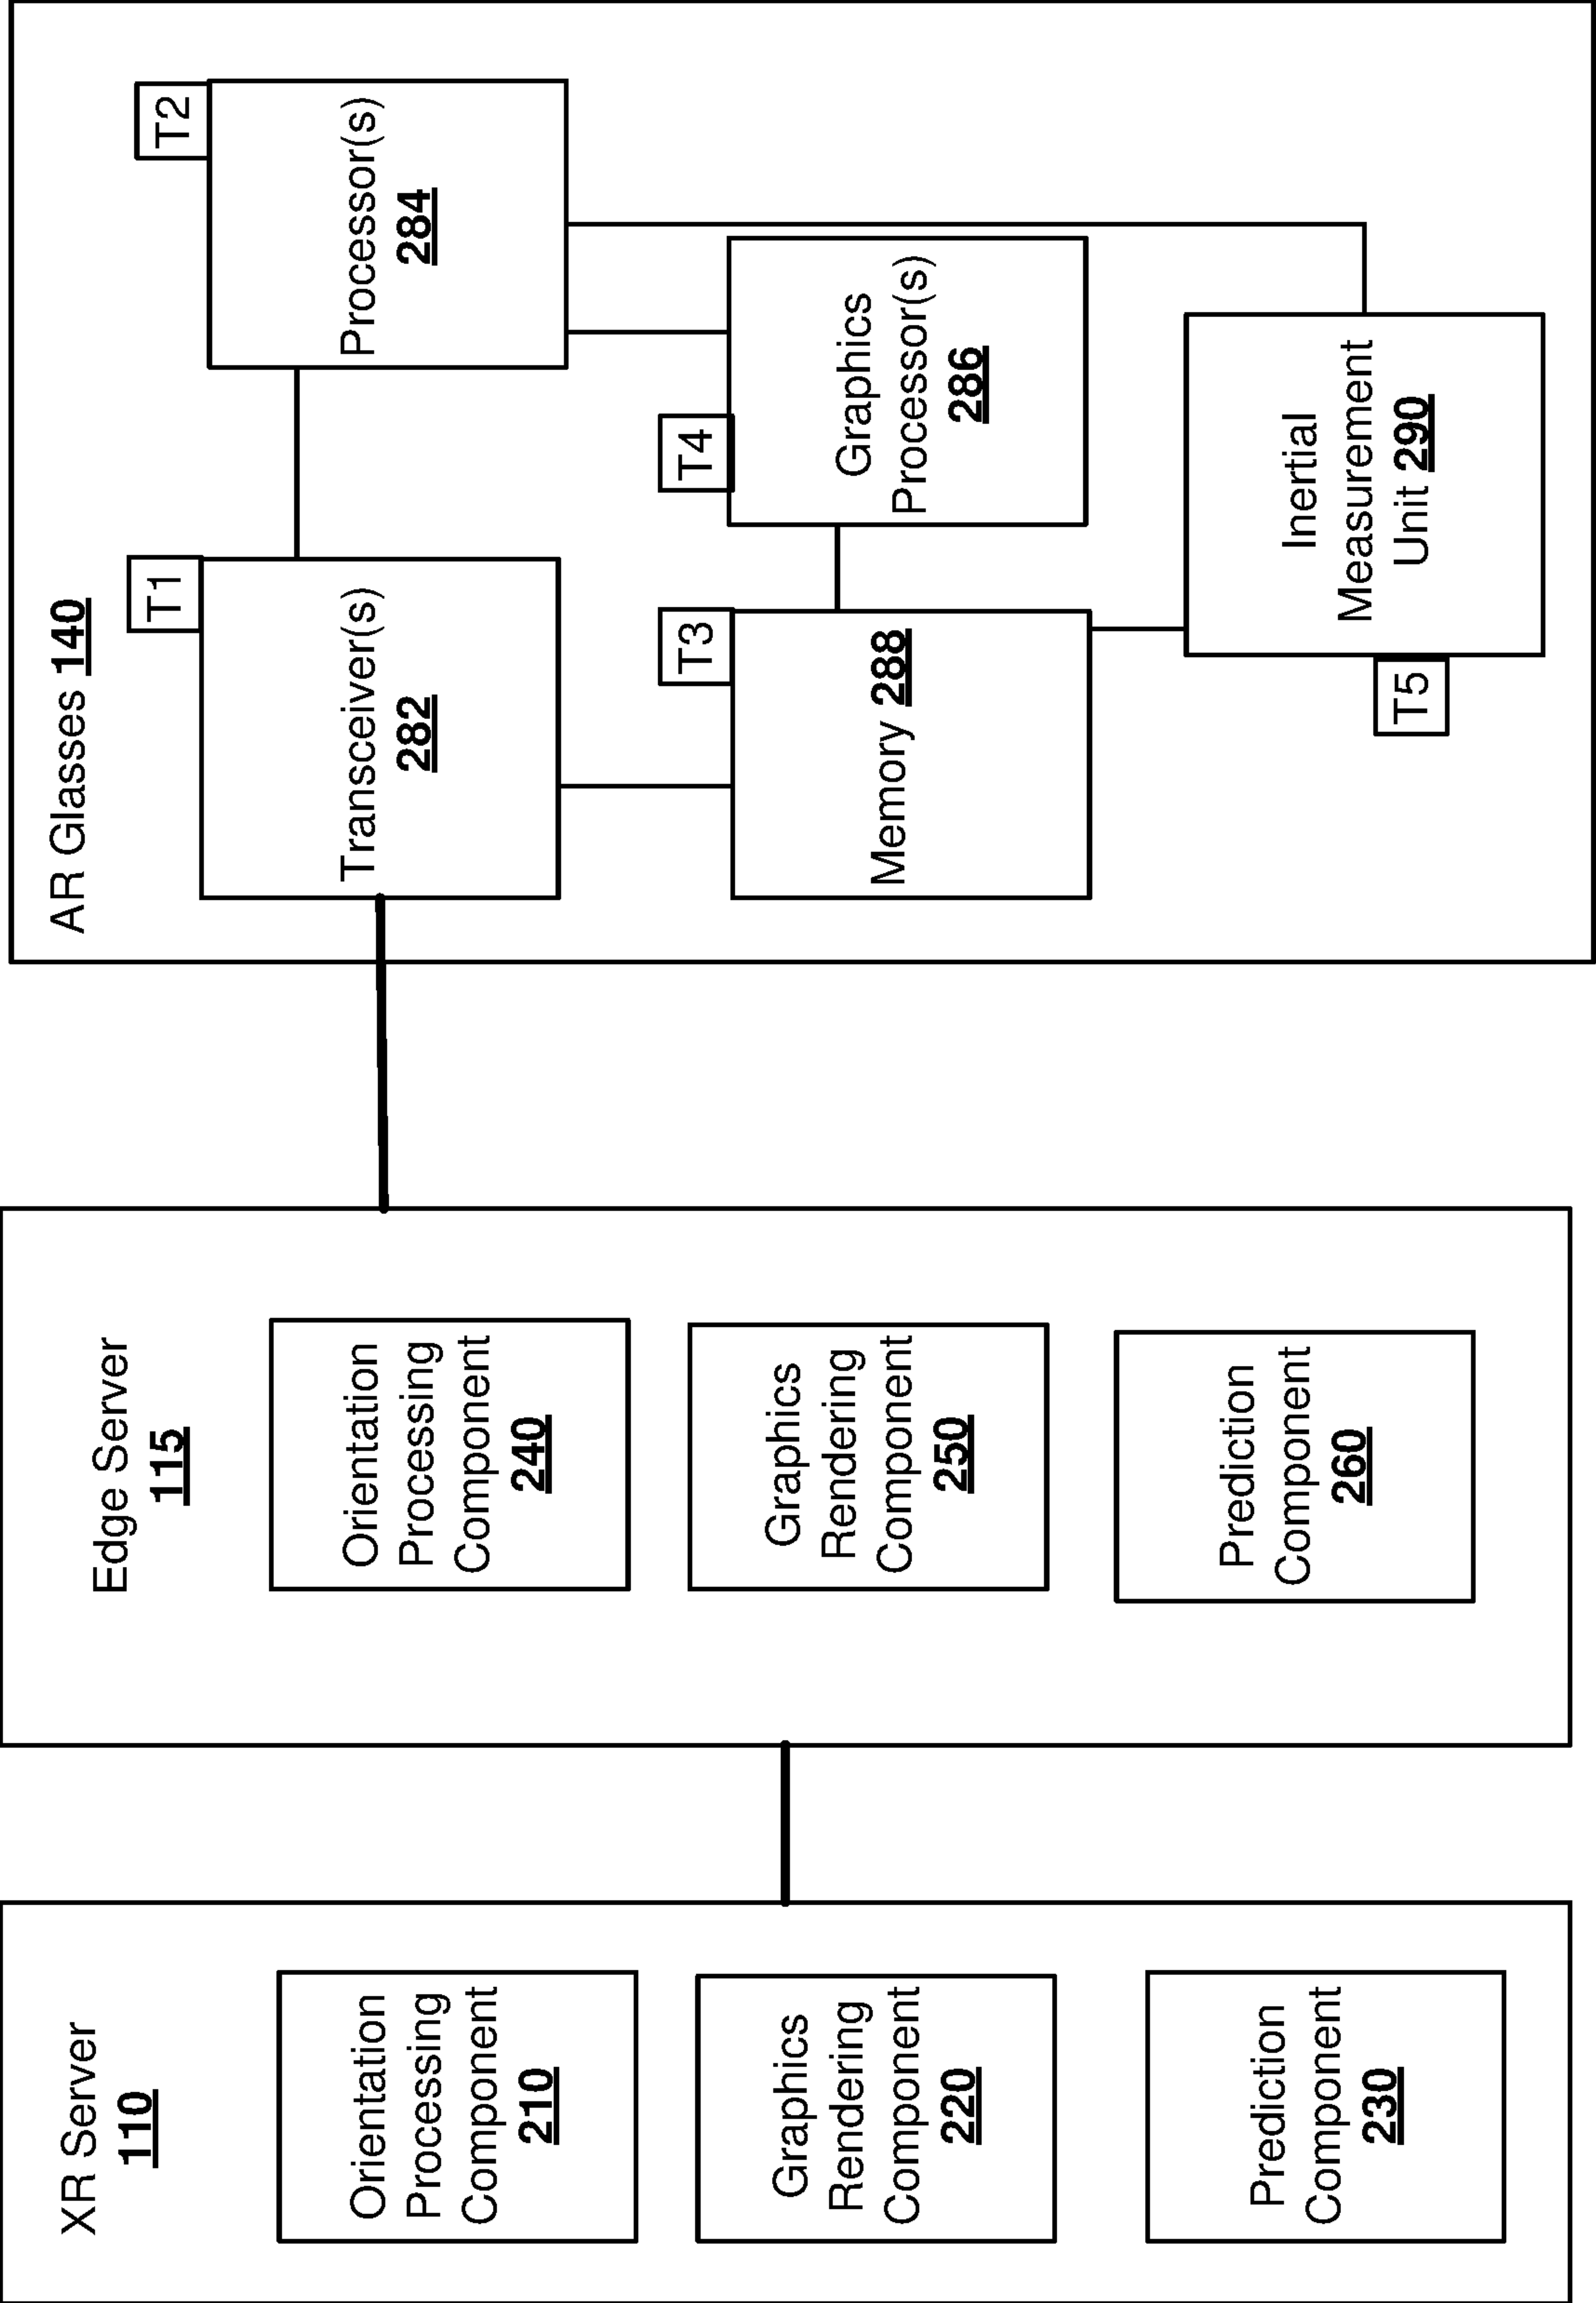 XR Server
110
Orientation
Processing
Component
210
Graphics
Rendering
Component
220
Prediction
Component
230
Edge Server
115
Orientation
Processing
Component
240
Graphics
Rendering
Component
250
Prediction
Component
260
AR Glasses 140
T1
Transceiver(s)
282
T2
Processor(s)
284
T3
Memory 288
T4
Graphics
Processor(s)
286
T5
Inertial
Measurement
Unit 290